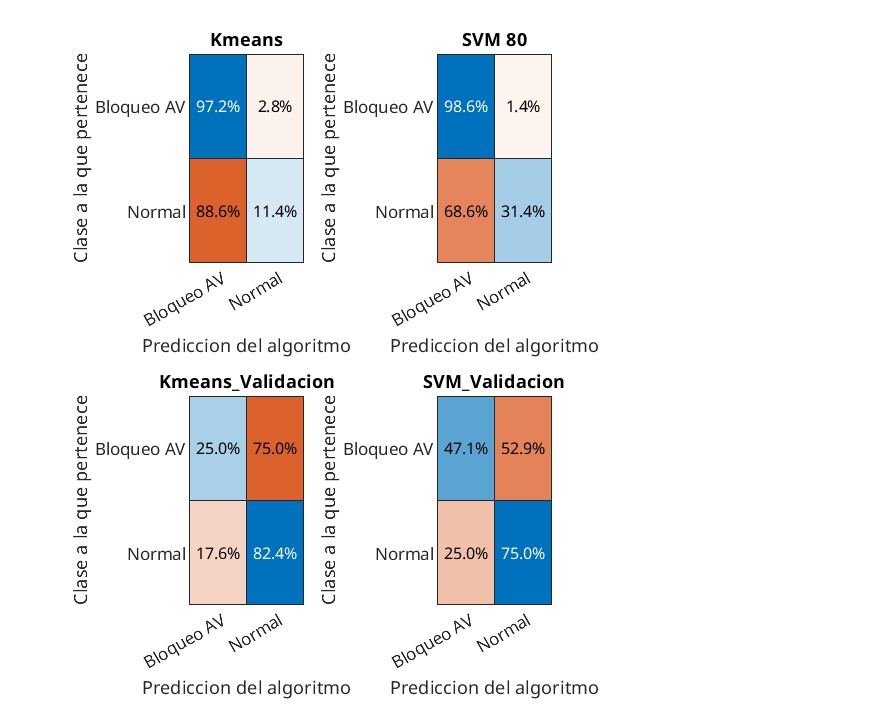 Kmeans
Clase a la que pertenece
Bloqueo AV
97.2%
2.8%
Normal
88.6%
11.4%
Bloqueo AV
Normal
Prediccion del algoritmo
SVM 80
Clase a la que pertenece
Bloqueo AV
98.6%
1.4%
Normal
68.6%
31.4%
Bloqueo AV
Normal
Prediccion del algoritmo
Kmeans_Validacion
Clase a la que pertenece
Bloqueo AV
25.0%
75.0%
Normal
17.6%
82.4%
Bloqueo AV
Normal
Prediccion del algoritmo
SVM_Validacion
Clase a la que pertenece
Bloqueo AV
47.1%
52.9%
Normal
25.0%
75.0%
Bloqueo AV
Normal
Prediccion del algoritmo